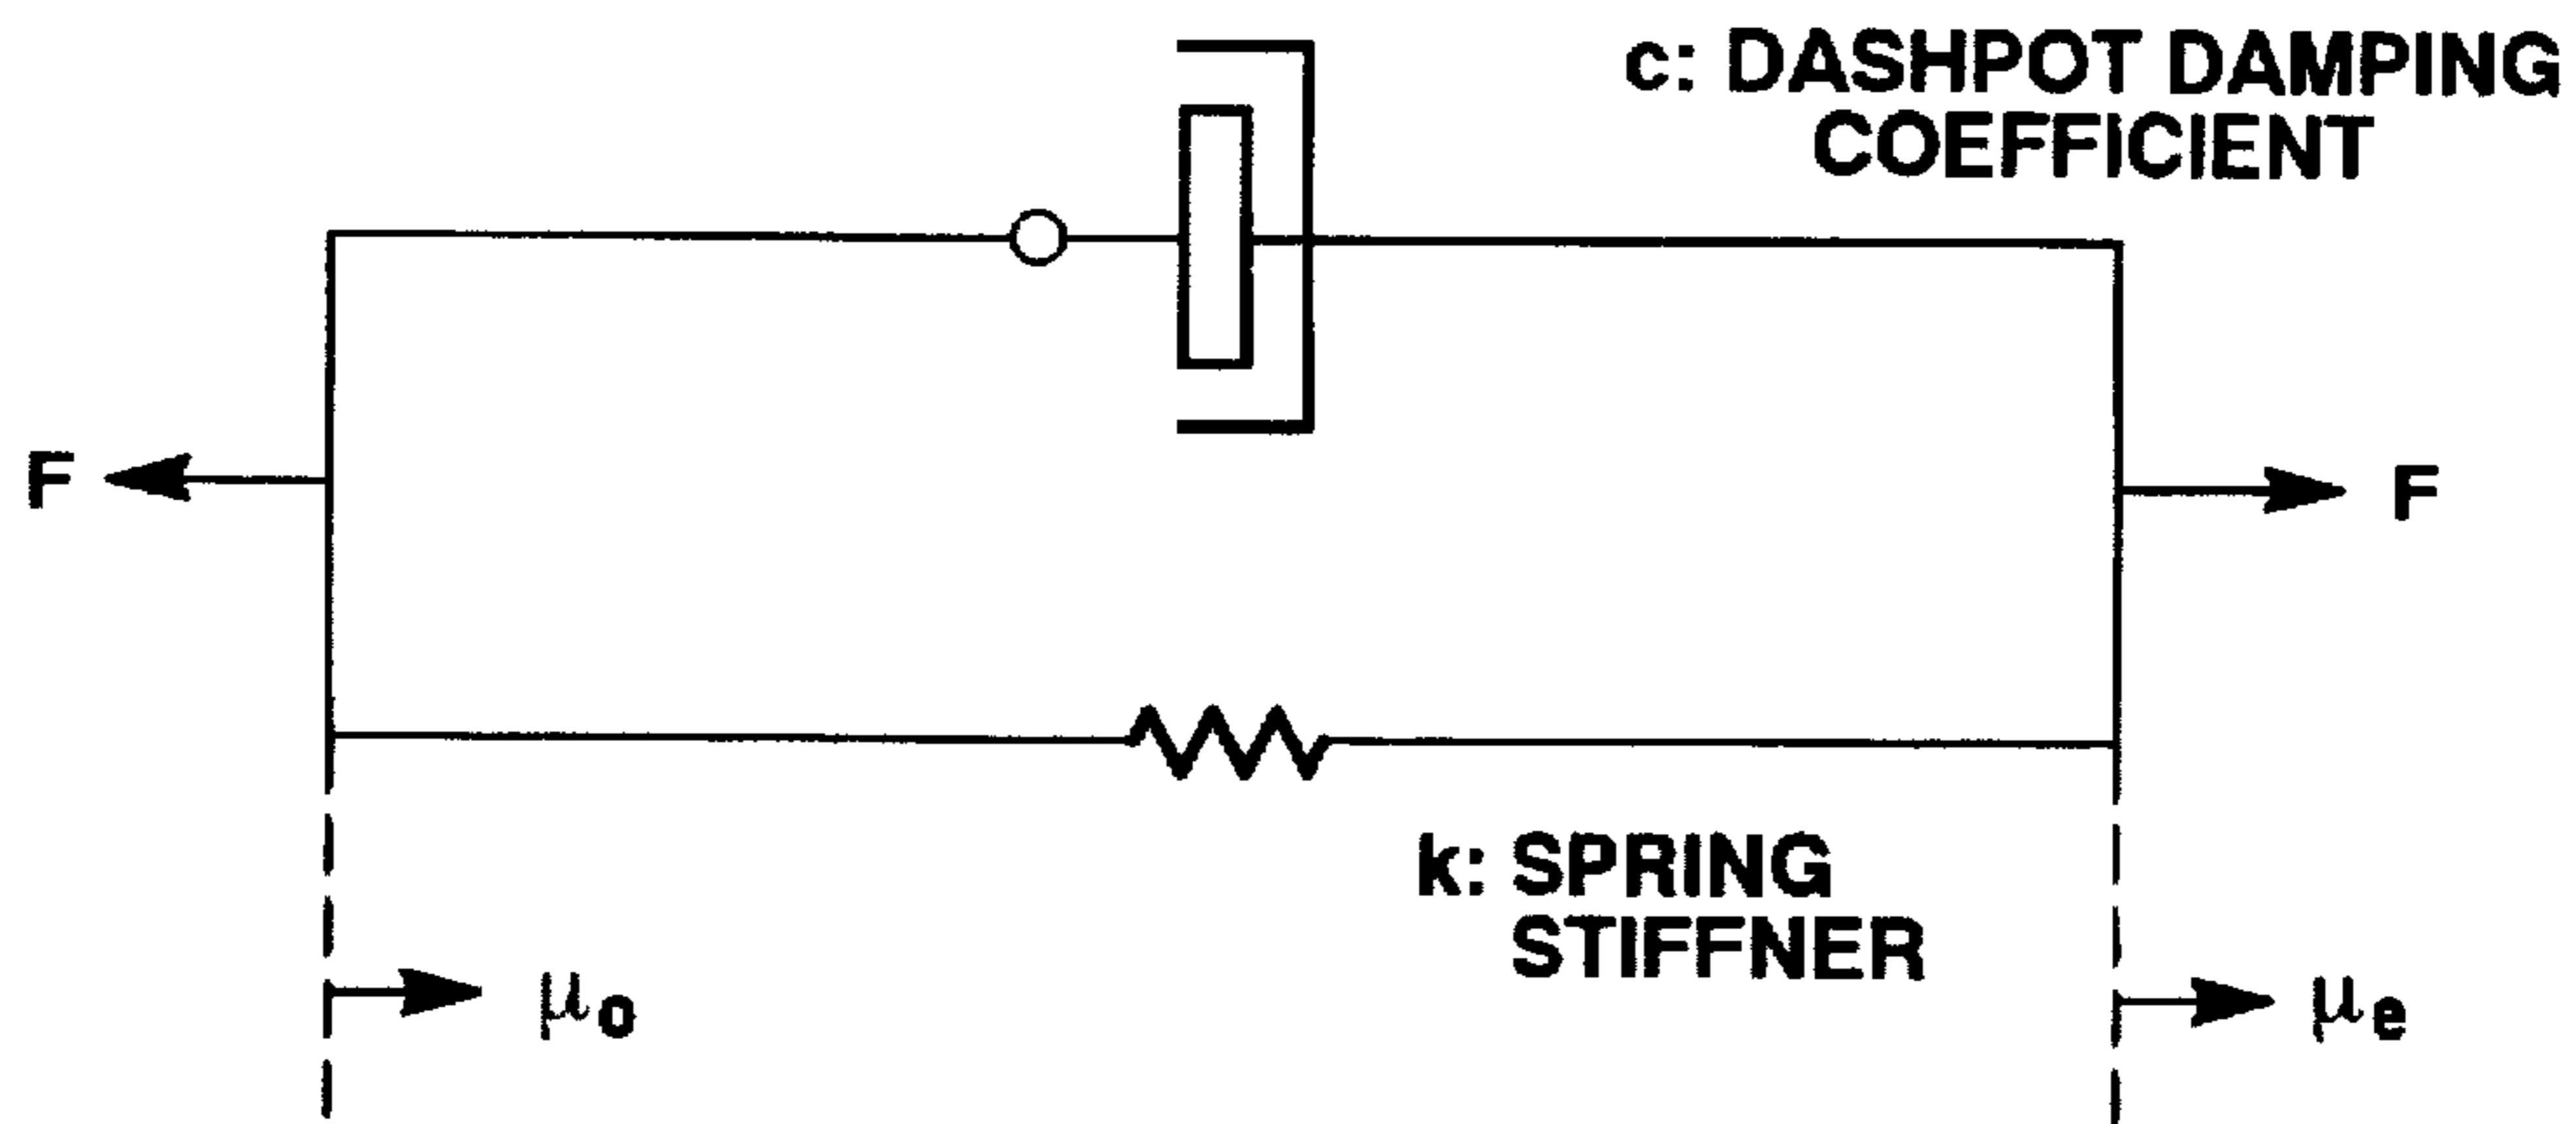 c: DASHPOT DAMPING
COEFFICIENT
F
F
k: SPRING
STIFFNER
μo
μe